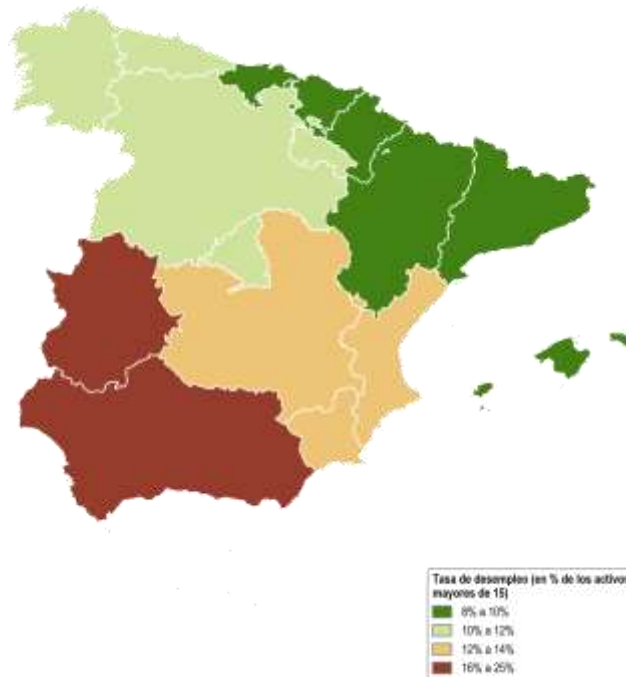 Tasa de desempleo (en % de los activos
mayores de 15)
8% a 10%
10% a 12%
12% a 14%
16% a 25%